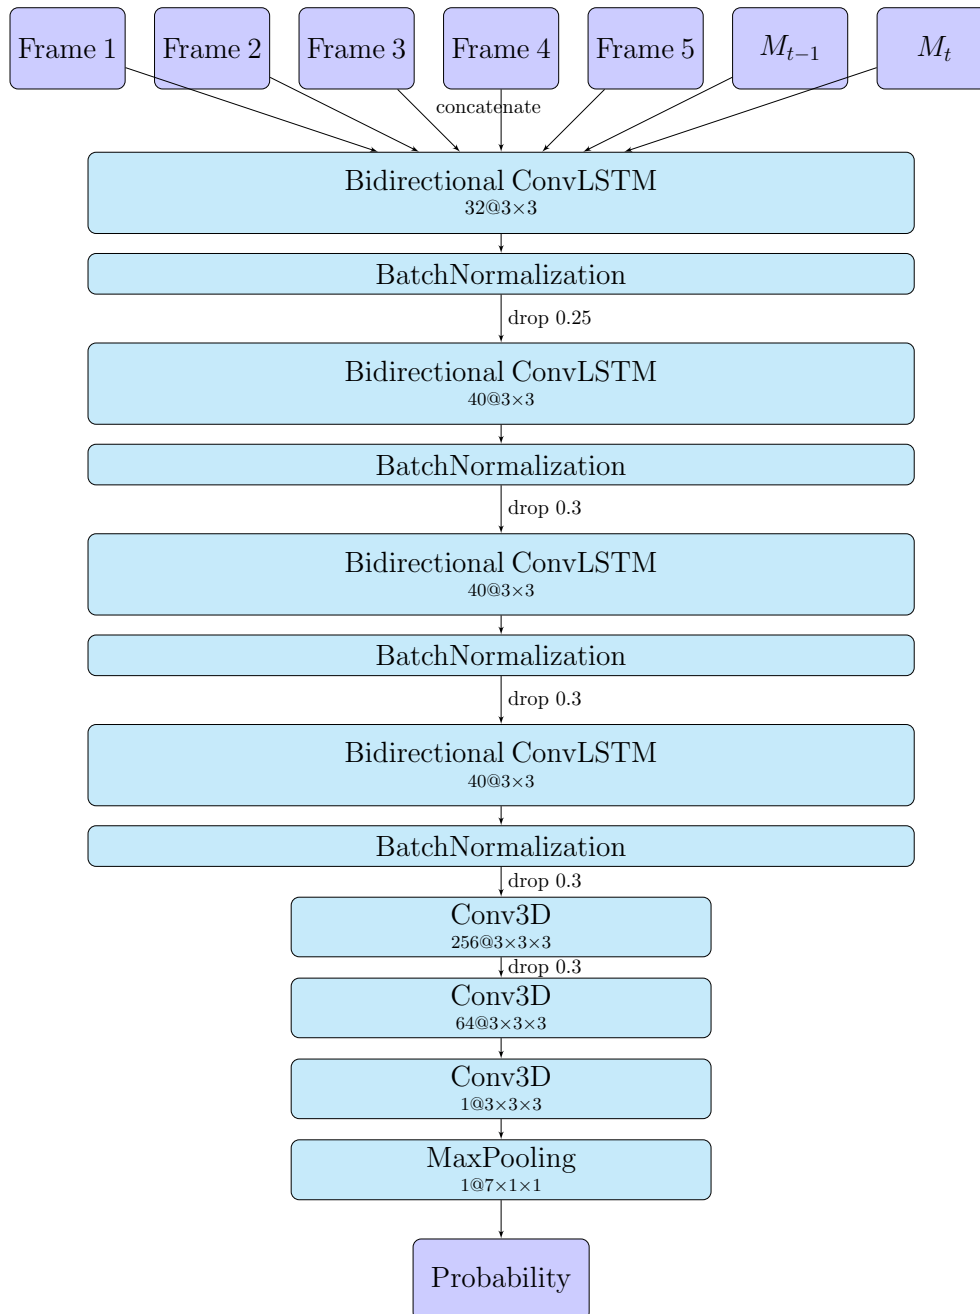 Frame 1 Frame 2 Frame 3 Frame 4 Frame 5 M_{t−1} M_t
concatenate
Bidirectional ConvLSTM
32@3×3
BatchNormalization
drop 0.25
Bidirectional ConvLSTM
40@3×3
BatchNormalization
drop 0.3
Bidirectional ConvLSTM
40@3×3
BatchNormalization
drop 0.3
Bidirectional ConvLSTM
40@3×3
BatchNormalization
drop 0.3
Conv3D
256@3×3×3
drop 0.3
Conv3D
64@3×3×3
Conv3D
1@3×3×3
MaxPooling
1@7×1×1
Probability